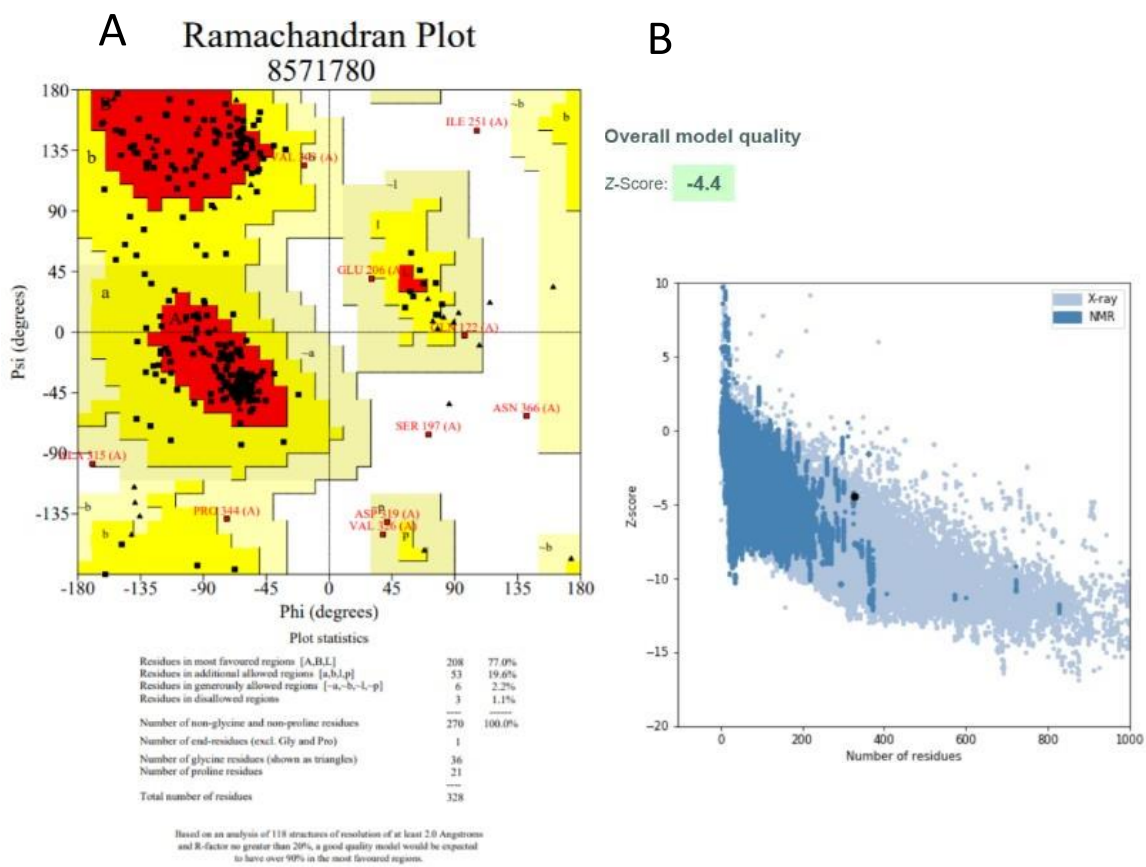 A
Ramachandran Plot
8571780
B
Overall model quality
Z-Score: -4.4
180
135
90
45
0
-45
-90
-135
-180
-180 -135 -90 -45 0 45 90 135 180
Psi (degrees)
Phi (degrees)
B
b
~b
b
ILE 251 (A)
~l
l
GLU 206 (A)
a
A
~a
ASN 366 (A)
SER 197 (A)
315 (A)
~b
b
PRO 344 (A)
p
ASP 319 (A)
VAL 326 (A)
p
~b
Plot statistics
Residues in most favoured regions [A,B,L] 208 77.0%
Residues in additional allowed regions [a,b,l,p] 53 19.6%
Residues in generously allowed regions [~a,~b,~l,~p] 6 2.2%
Residues in disallowed regions 3 1.1%
---- ------
Number of non-glycine and non-proline residues 270 100.0%
Number of end-residues (excl. Gly and Pro) 1
Number of glycine residues (shown as triangles) 36
Number of proline residues 21
----
Total number of residues 328
Based on an analysis of 118 structures of resolution of at least 2.0 Angstroms
and R-factor no greater than 20%, a good quality model would be expected
to have over 90% in the most favoured regions.
X-ray
NMR
10
5
0
−5
−10
−15
−20
0 200 400 600 800 1000
Z-score
Number of residues